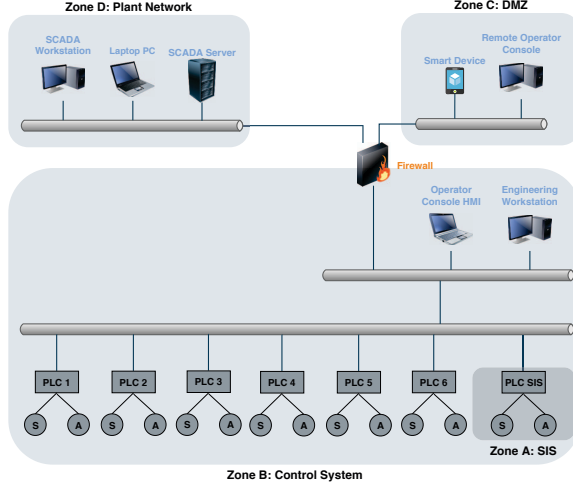 Zone D: Plant Network
Zone C: DMZ
SCADA
Workstation
Laptop PC
SCADA Server
Smart Device
Remote Operator
Console
Firewall
Operator
Console HMI
Engineering
Workstation
PLC 1
PLC 2
PLC 3
PLC 4
PLC 5
PLC 6
PLC SIS
S A S A S A S A S A S A S A
Zone A: SIS
Zone B: Control System